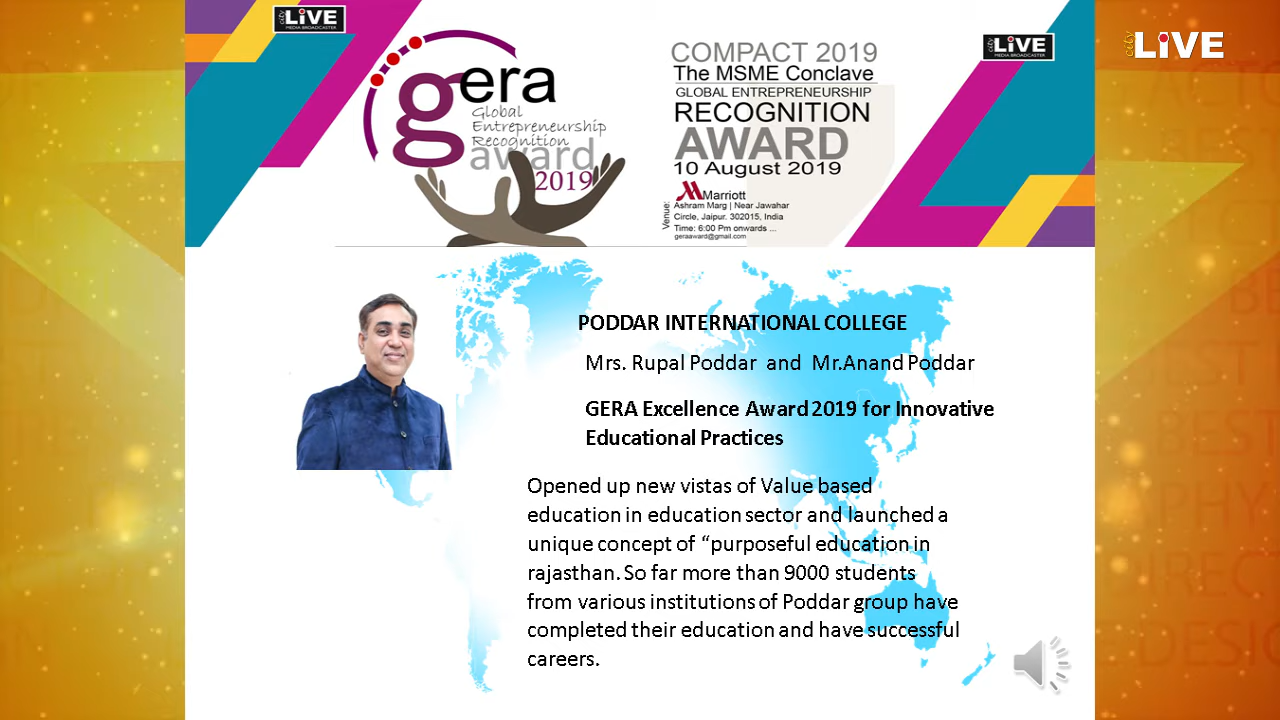 city LiVE
MEDIA BROADCASTER
gera
Global
Entrepreneurship
Recognition
award
2019
COMPACT 2019
The MSME Conclave
GLOBAL ENTREPRENEURSHIP
RECOGNITION
AWARD
10 August 2019
Venue:
Marriott
Ashram Marg | Near Jawahar
Circle, Jaipur. 302015, India
Time: 6:00 Pm onwards ...
geraaward@gmail.com
city LiVE
MEDIA BROADCASTER
city LiVE
PODDAR INTERNATIONAL COLLEGE
Mrs. Rupal Poddar and Mr.Anand Poddar
GERA Excellence Award 2019 for Innovative
Educational Practices
Opened up new vistas of Value based
education in education sector and launched a
unique concept of “purposeful education in
rajasthan. So far more than 9000 students
from various institutions of Poddar group have
completed their education and have successful
careers.